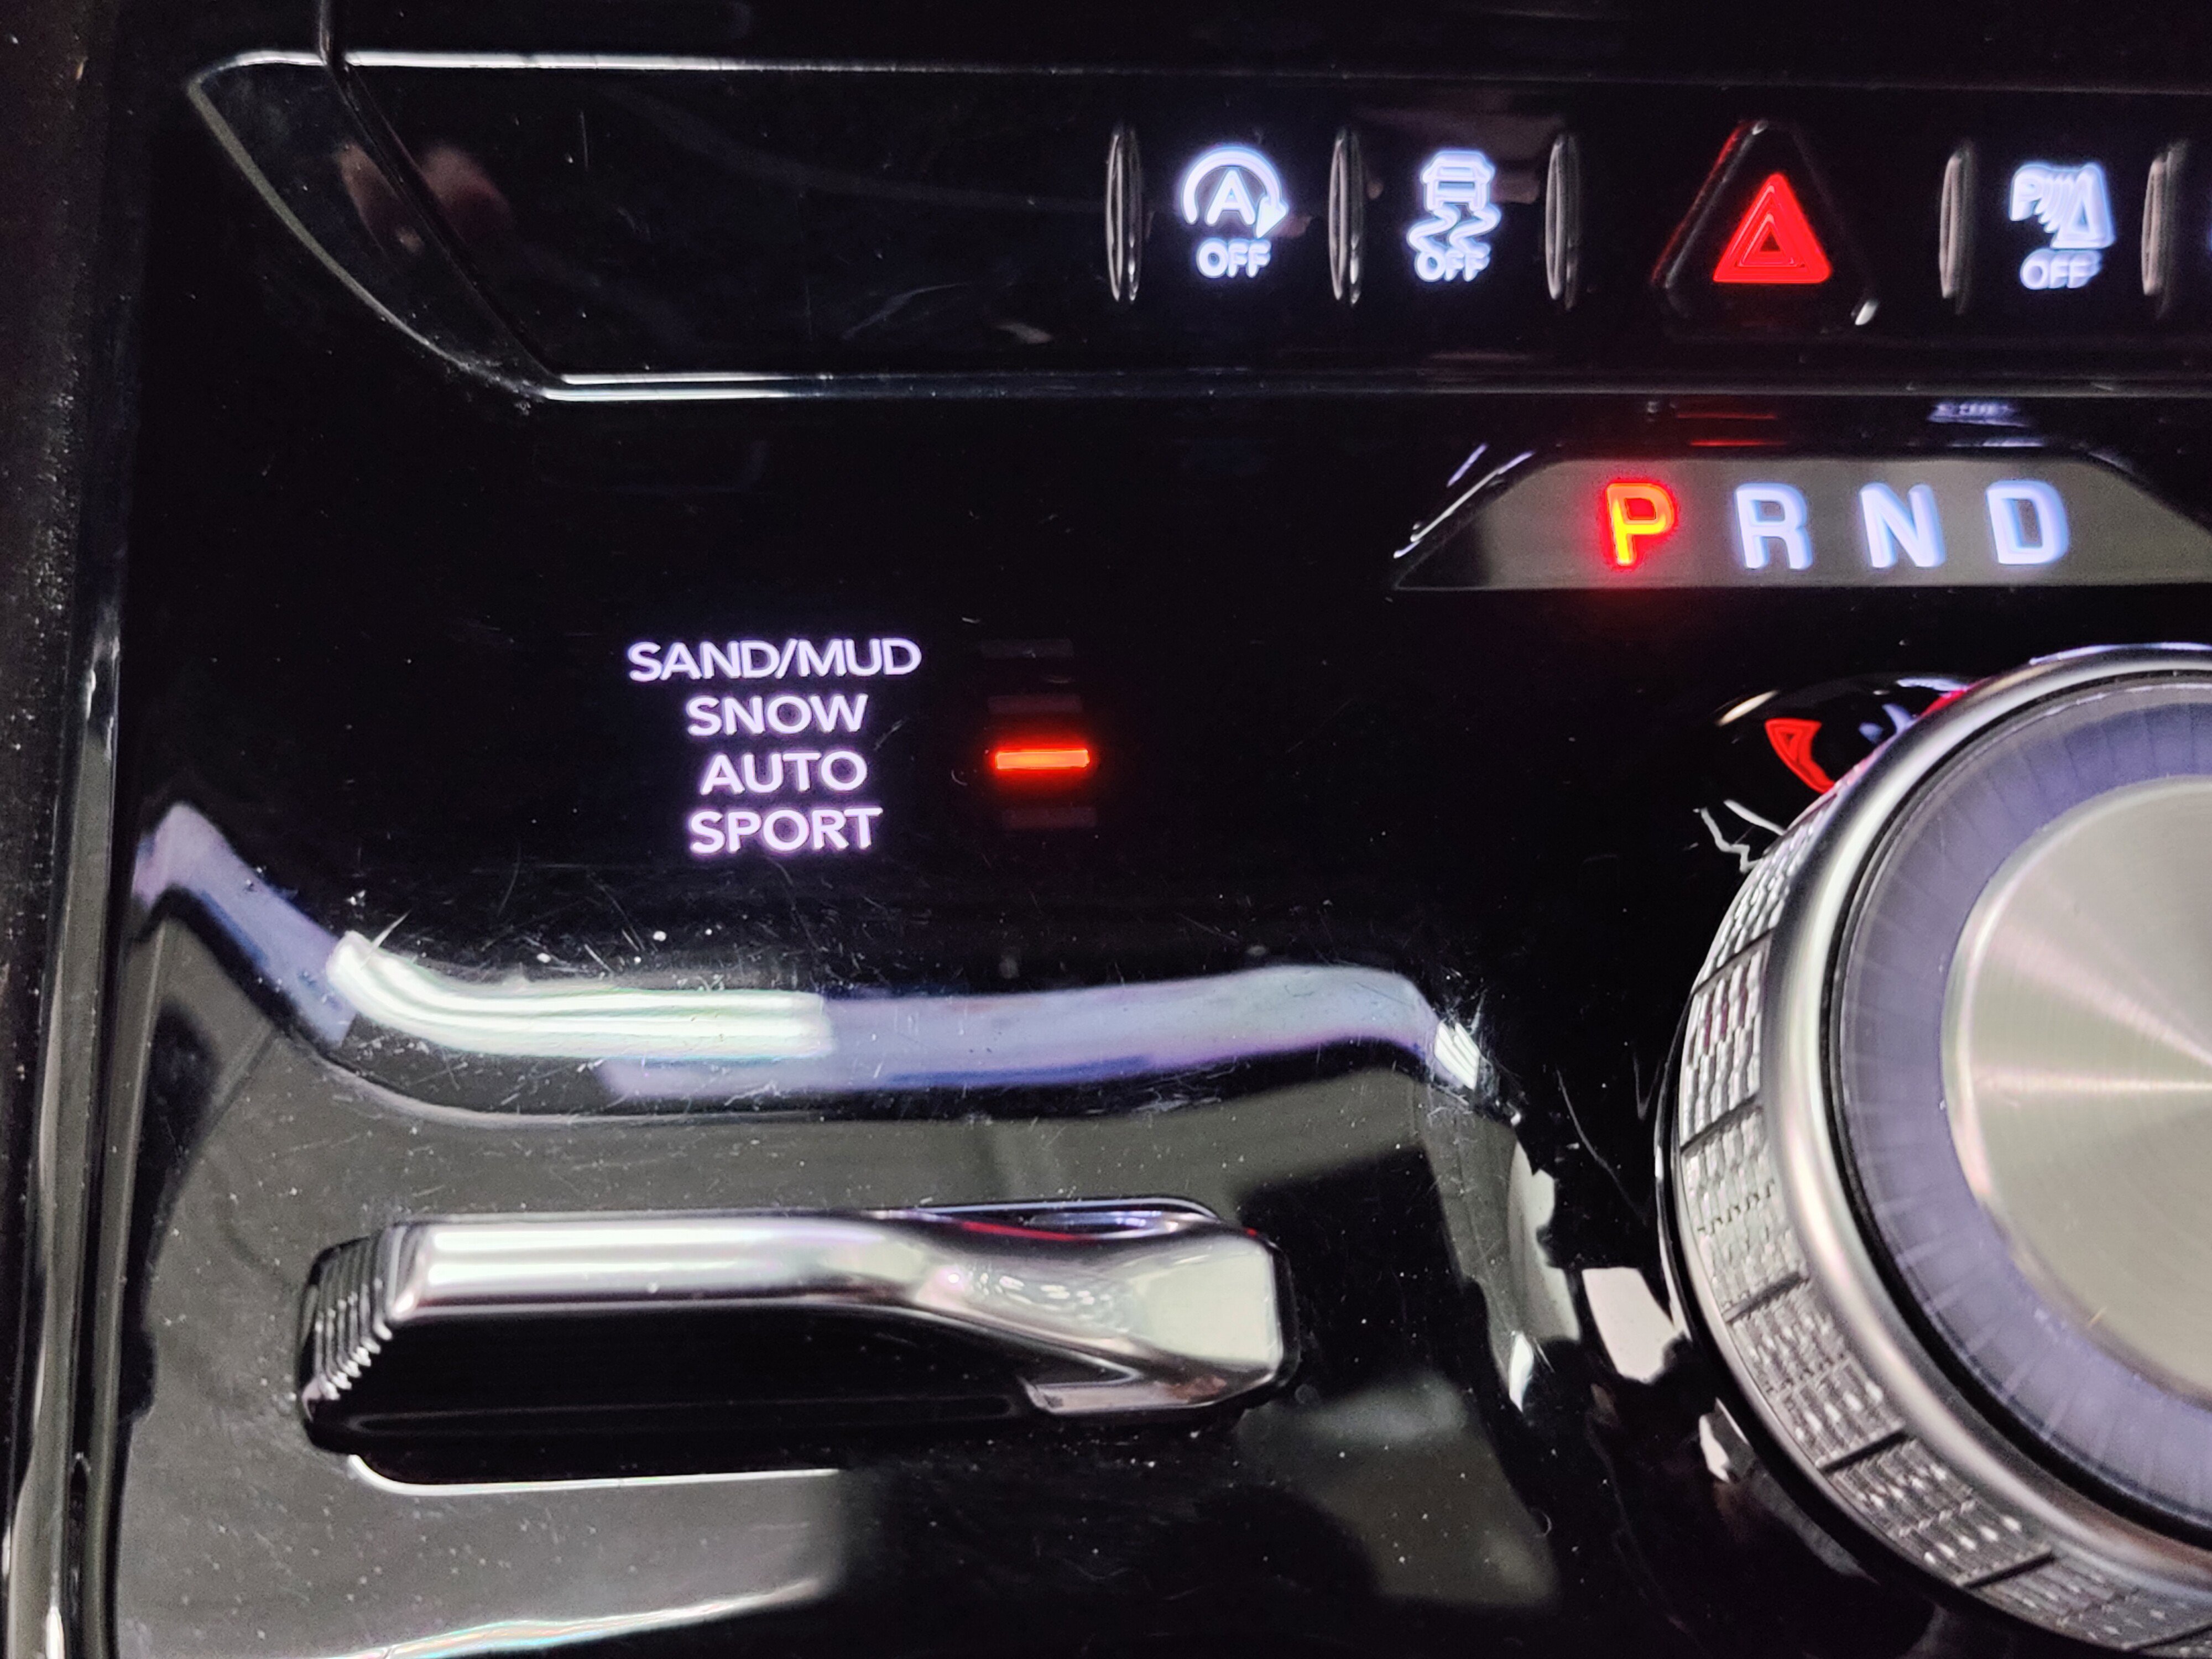 A
OFF
OFF
P
OFF
P R N D
SAND/MUD
SNOW
AUTO
SPORT